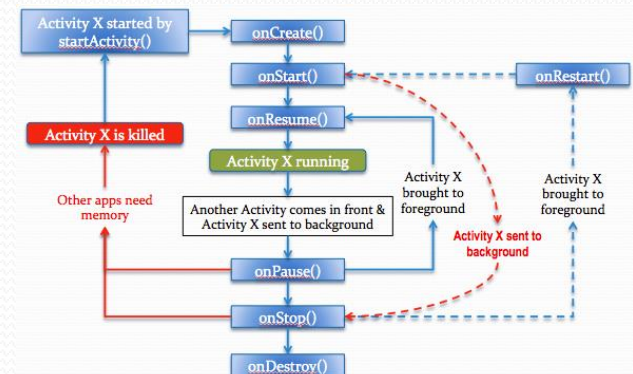 Activity X started by
startActivity()
onCreate()
onStart()
onRestart()
onResume()
Activity X is killed
Activity X running
Other apps need
memory
Another Activity comes in front &
Activity X sent to background
Activity X
brought to
foreground
Activity X sent to
background
Activity X
brought to
foreground
onPause()
onStop()
onDestroy()